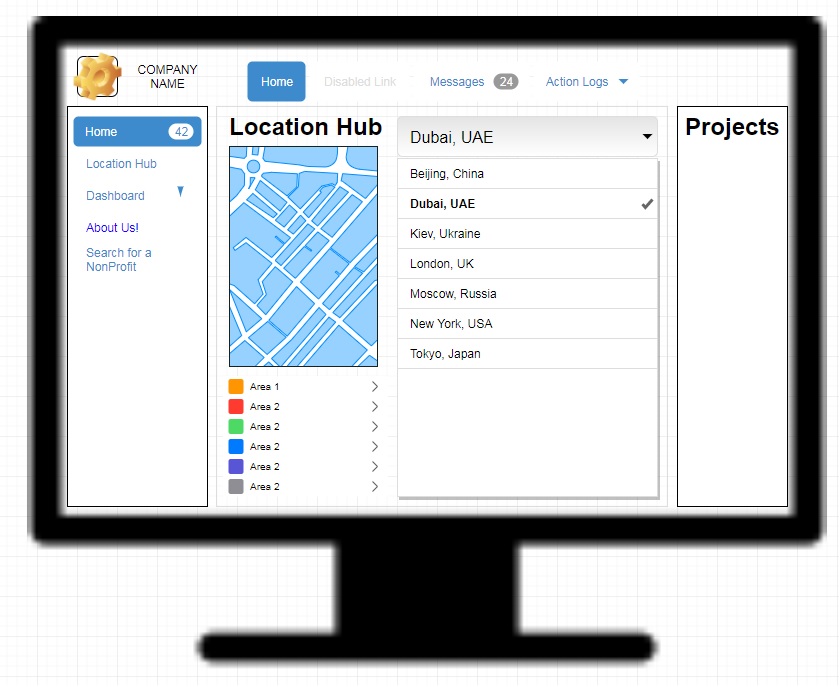 COMPANY
NAME
Home
Disabled Link
Messages 24
Action Logs
Home 42
Location Hub
Dashboard
About Us!
Search for a
NonProfit
Location Hub
Area 1
Area 2
Area 2
Area 2
Area 2
Area 2
Dubai, UAE
Beijing, China
Dubai, UAE
Kiev, Ukraine
London, UK
Moscow, Russia
New York, USA
Tokyo, Japan
Projects